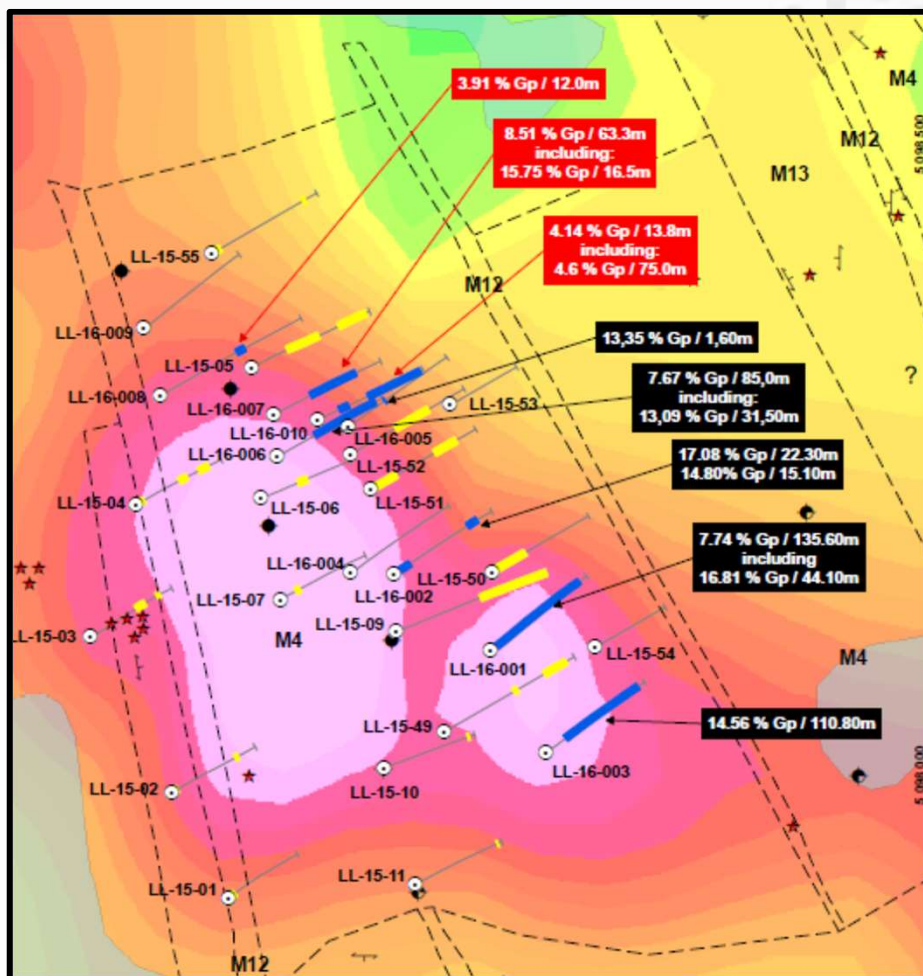 3.91 % Gp / 12.0m
M4
5 098 500
8.51 % Gp / 63.3m
including:
15.75 % Gp / 16.5m
M12
M13
4.14 % Gp / 13.8m
including:
4.6 % Gp / 75.0m
LL-15-55
M12
LL-16-009
13,35 % Gp / 1,60m
LL-15-05
7.67 % Gp / 85,0m
including:
13,09 % Gp / 31,50m
?
LL-16-008
LL-16-007
LL-15-53
LL-16-010
LL-16-005
LL-16-006
LL-15-52
17.08 % Gp / 22.30m
14.80% Gp / 15.10m
LL-15-04
LL-15-06
LL-15-51
7.74 % Gp / 135.60m
including
16.81 % Gp / 44.10m
LL-16-004
LL-15-50
LL-15-07
LL-16-002
LL-15-09
LL-15-03
M4
LL-16-001
LL-15-54
M4
LL-15-49
14.56 % Gp / 110.80m
LL-16-003
5 098 000
LL-15-02
LL-15-10
LL-15-01
LL-15-11
M12